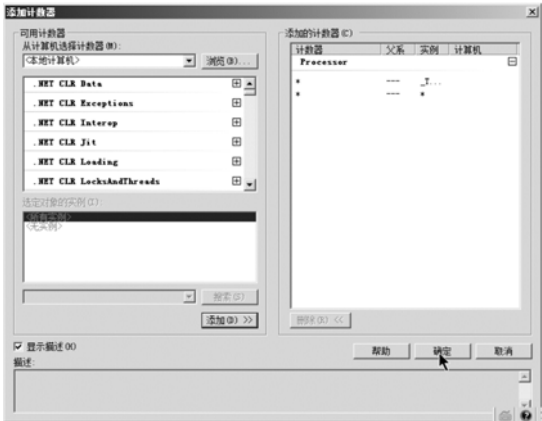 添加计数器
可用计数器
从计算机选择计数器(M):
<本地计算机>
浏览(B)...
.NET CLR Data
.NET CLR Exceptions
.NET CLR Interop
.NET CLR Jit
.NET CLR Loading
.NET CLR LocksAndThreads
选定对象的实例(I):
<所有实例>
<无实例>
搜索(S)
添加(D) >>
添加的计数器(C)
计数器 父系 实例 计算机
Processor
* --- _T...
* --- *
删除(R) <<
显示描述(O)
帮助 确定 取消
描述: